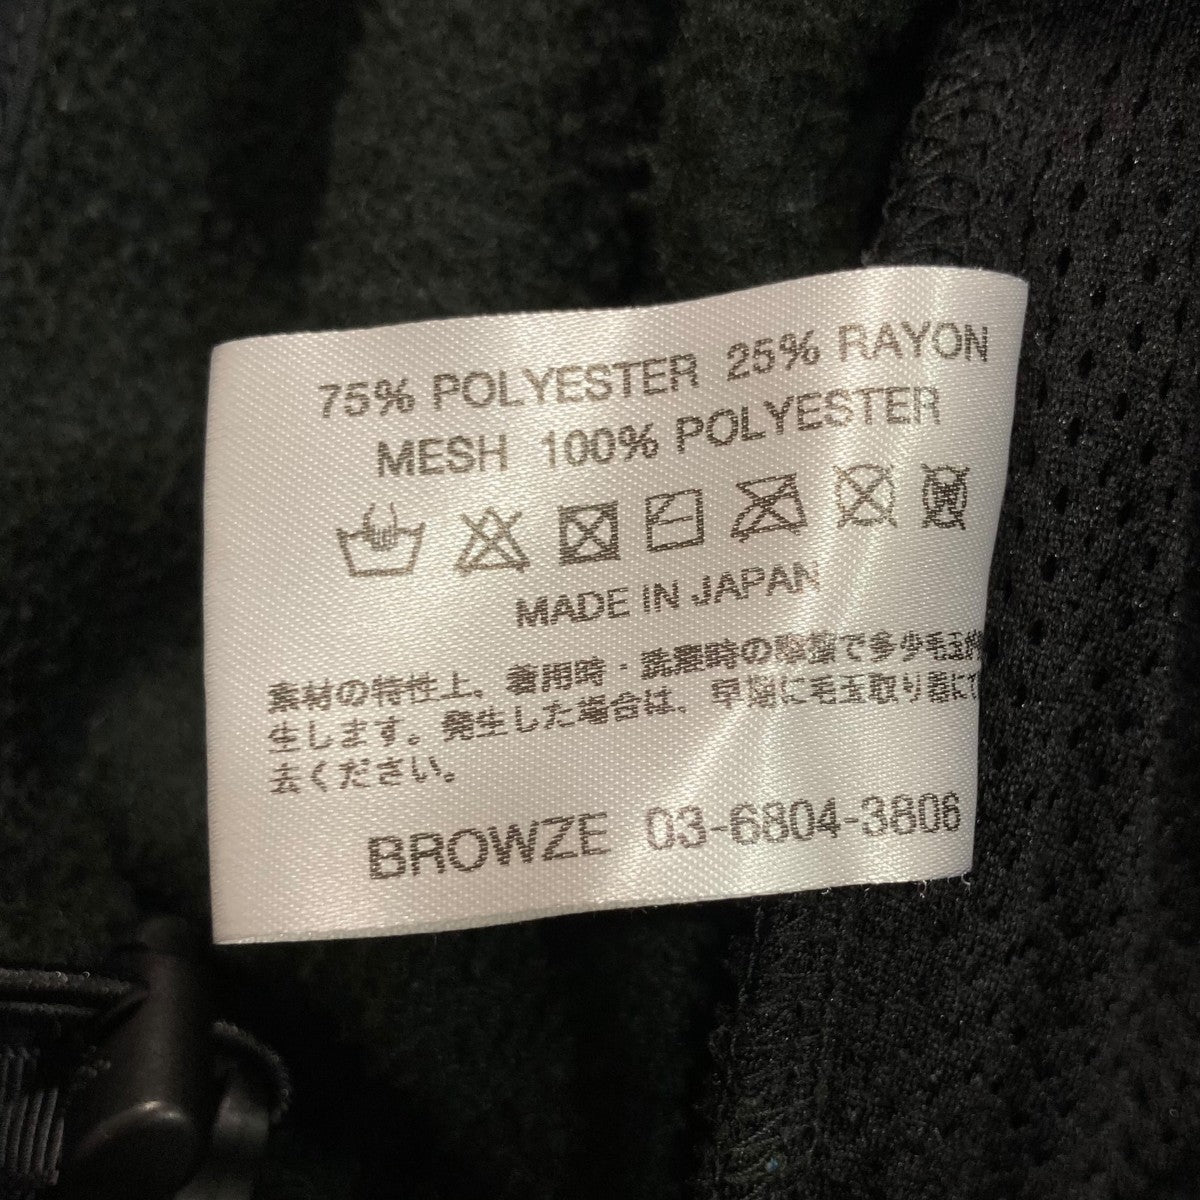 75% POLYESTER 25% RAYON
MESH 100% POLYESTER
MADE IN JAPAN
素材の特性上、着用時・洗濯時の摩擦で多少毛玉が
生します。発生した場合は、早期に毛玉取り器にて
去ください。
BROWZE 03-6804-3806